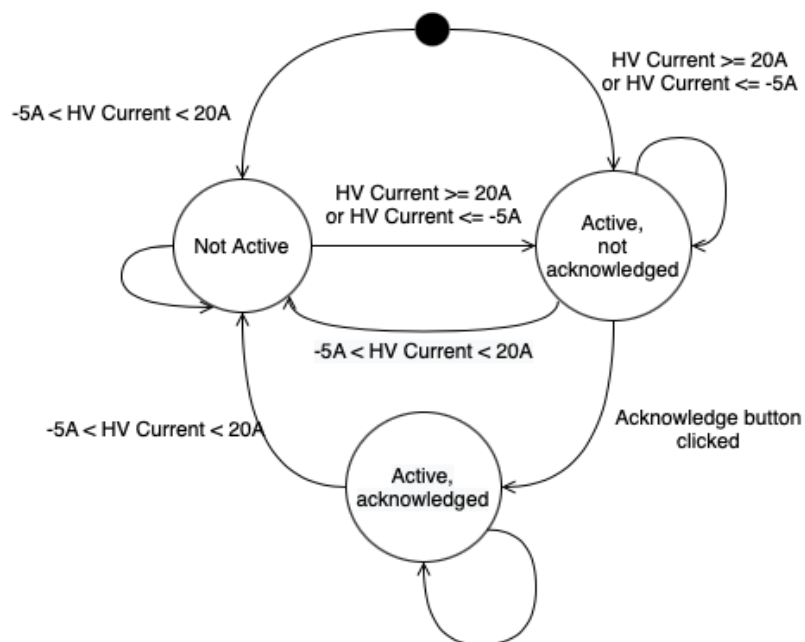 HV Current >= 20A
or HV Current <= -5A
-5A < HV Current < 20A
HV Current >= 20A
or HV Current <= -5A
Not Active
Active,
not
acknowledged
-5A < HV Current < 20A
-5A < HV Current < 20A
Acknowledge button
clicked
Active,
acknowledged